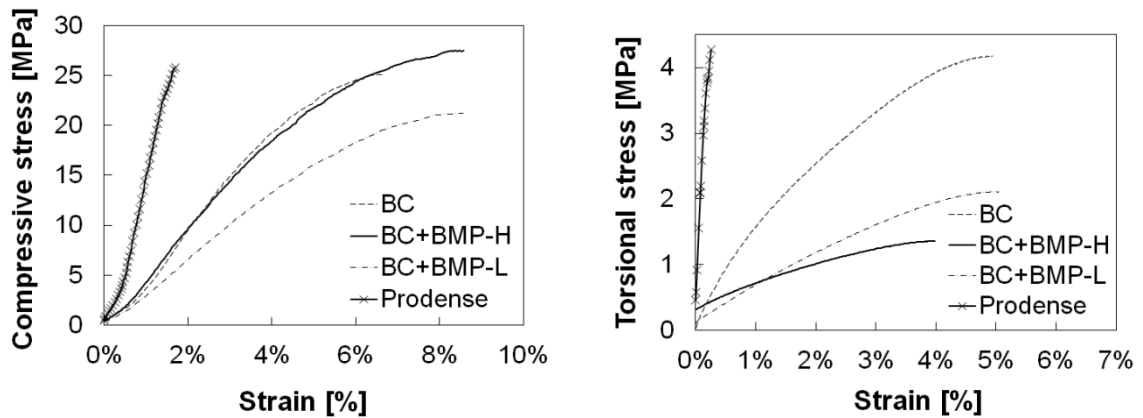 Compressive stress [MPa]
30
25
20
15
10
5
0
BC
BC+BMP-H
BC+BMP-L
Prodense
0% 2% 4% 6% 8% 10%
Strain [%]
Torsional stress [MPa]
4
3
2
1
0
BC
BC+BMP-H
BC+BMP-L
Prodense
0% 1% 2% 3% 4% 5% 6% 7%
Strain [%]